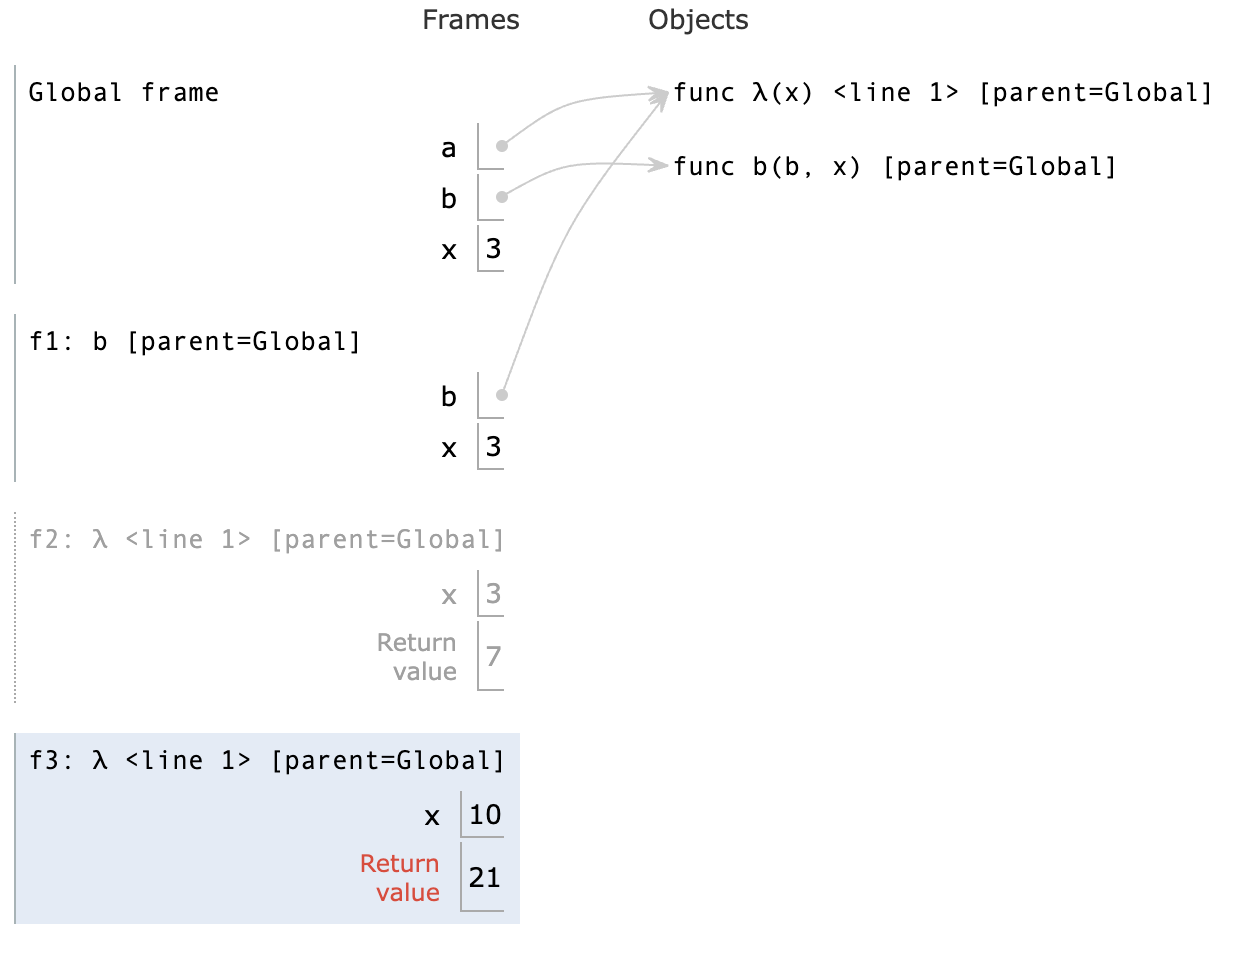 Frames Objects
Global frame
func λ(x) <line 1> [parent=Global]
a
func b(b, x) [parent=Global]
b
x 3
f1: b [parent=Global]
b
x 3
f2: λ <line 1> [parent=Global]
x 3
Return
value 7
f3: λ <line 1> [parent=Global]
x 10
Return
value 21